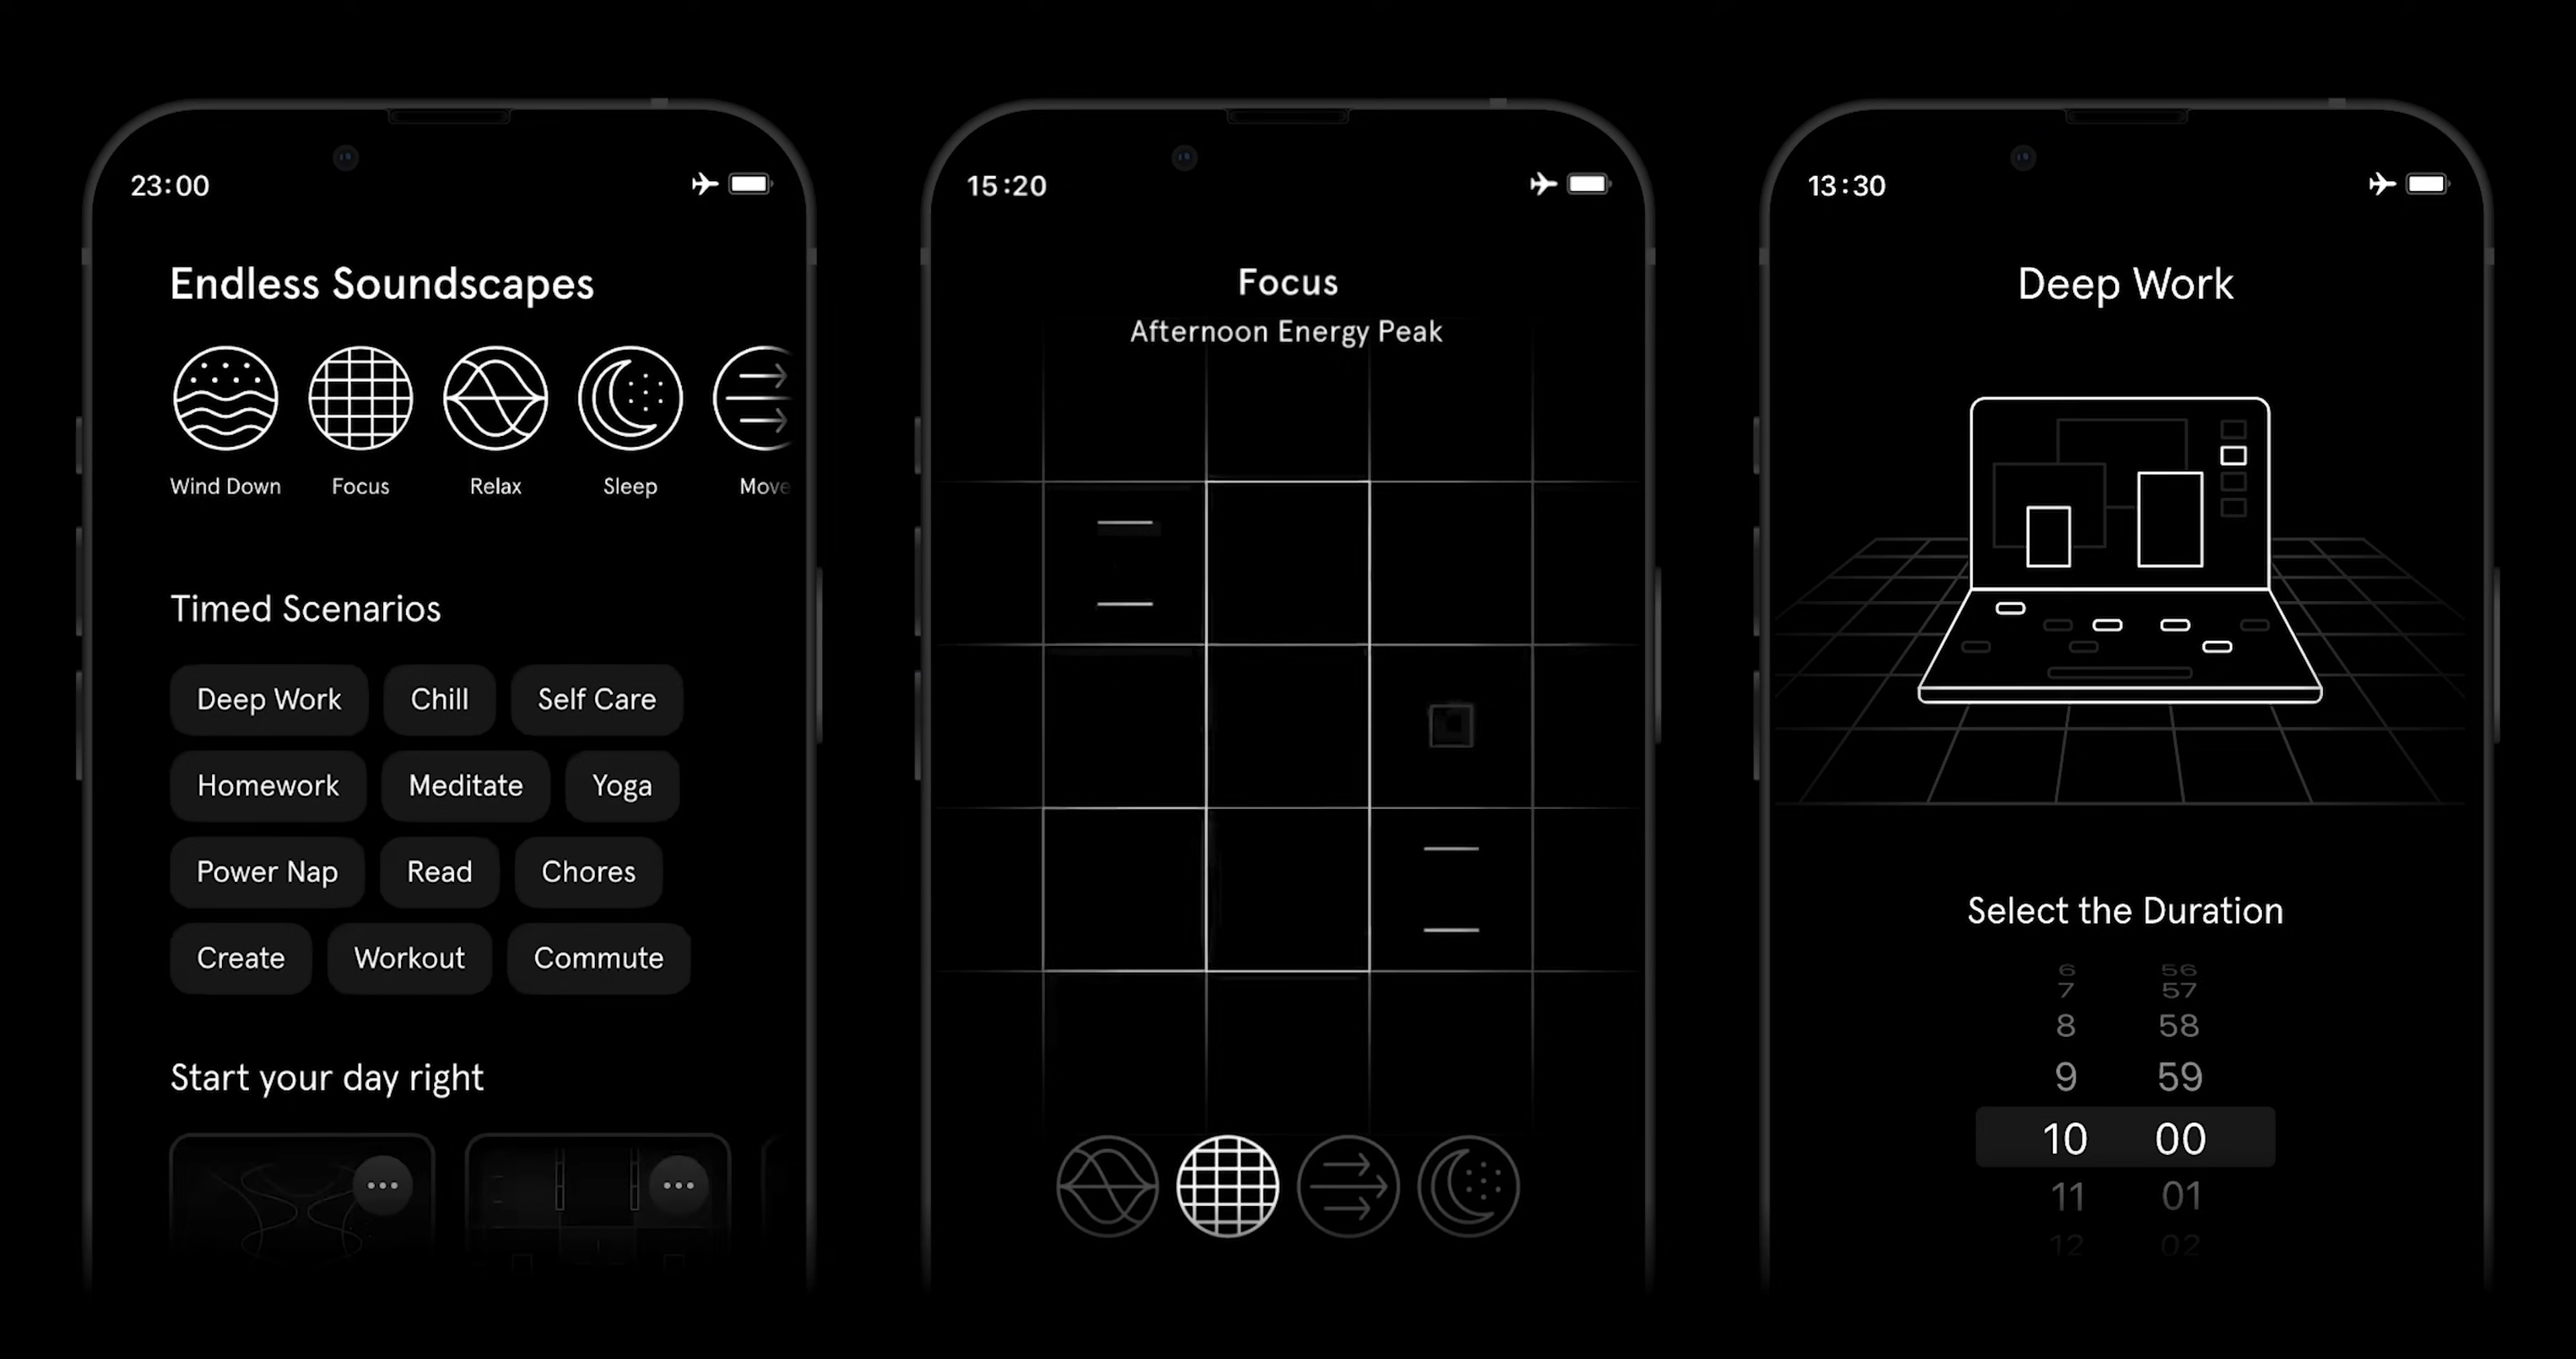 23:00
Endless Soundscapes
Wind Down Focus Relax Sleep Move
Timed Scenarios
Deep Work Chill Self Care
Homework Meditate Yoga
Power Nap Read Chores
Create Workout Commute
Start your day right
15:20
Focus
Afternoon Energy Peak
13:30
Deep Work
Select the Duration
6 56
7 57
8 58
9 59
10 00
11 01
12 02